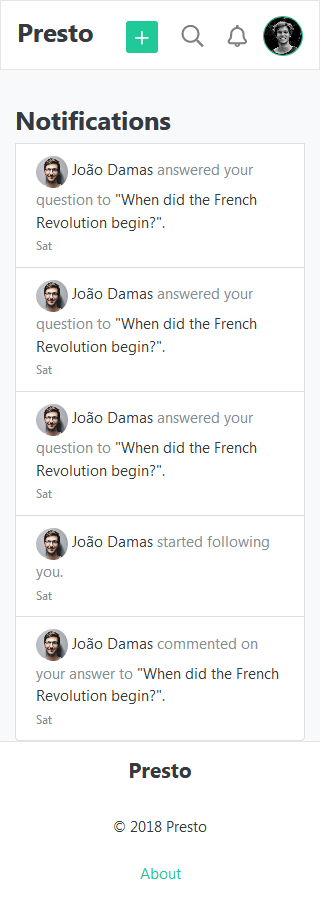 Presto
Notifications
João Damas answered your
question to "When did the French
Revolution begin?".
Sat
João Damas answered your
question to "When did the French
Revolution begin?".
Sat
João Damas answered your
question to "When did the French
Revolution begin?".
Sat
João Damas started following
you.
Sat
João Damas commented on
your answer to "When did the French
Revolution begin?".
Sat
Presto
© 2018 Presto
About